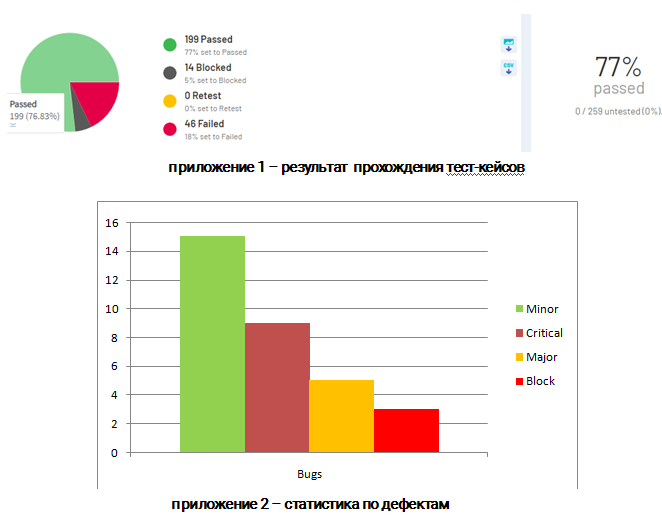 199 Passed
77% set to Passed
14 Blocked
5% set to Blocked
0 Retest
0% set to Retest
46 Failed
18% set to Failed
Passed
199 (76.83%)
CSV
77%
passed
0 / 259 untested (0%).
приложение 1 – результат прохождения тест-кейсов
16
14
12
10
8
6
4
2
0
Bugs
Minor
Critical
Major
Block
приложение 2 – статистика по дефектам